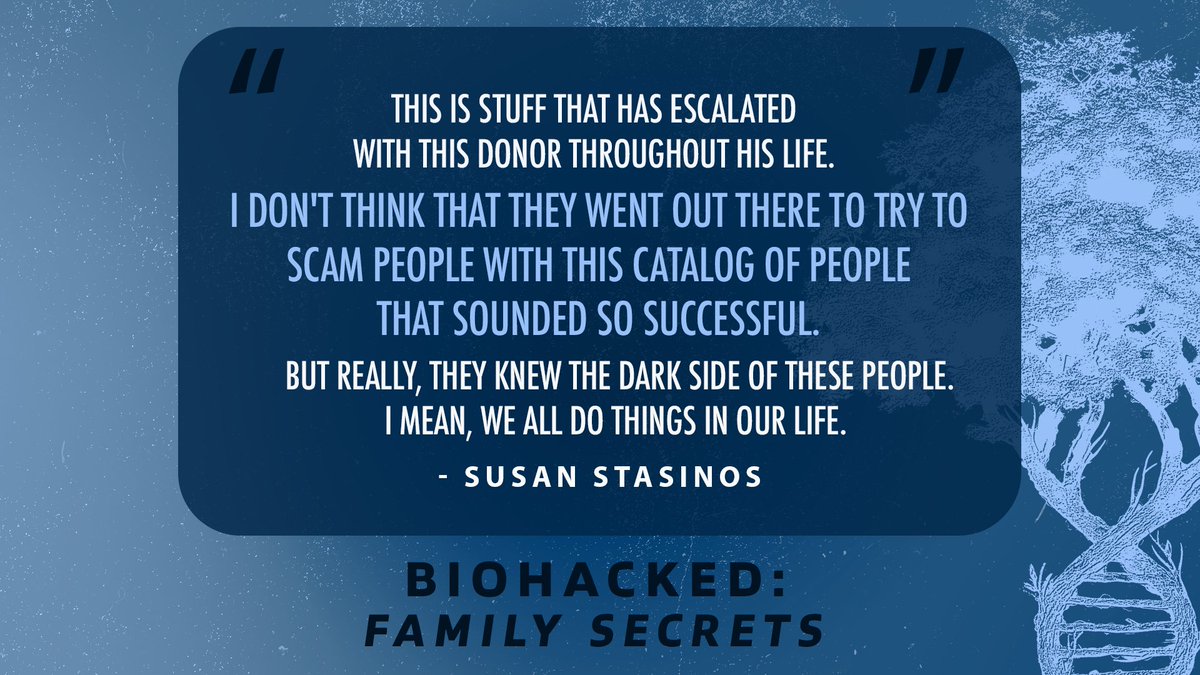 “ ”
THIS IS STUFF THAT HAS ESCALATED
WITH THIS DONOR THROUGHOUT HIS LIFE.
I DON'T THINK THAT THEY WENT OUT THERE TO TRY TO
SCAM PEOPLE WITH THIS CATALOG OF PEOPLE
THAT SOUNDED SO SUCCESSFUL.
BUT REALLY, THEY KNEW THE DARK SIDE OF THESE PEOPLE.
I MEAN, WE ALL DO THINGS IN OUR LIFE.
- SUSAN STASINOS
BIOHACKED:
FAMILY SECRETS